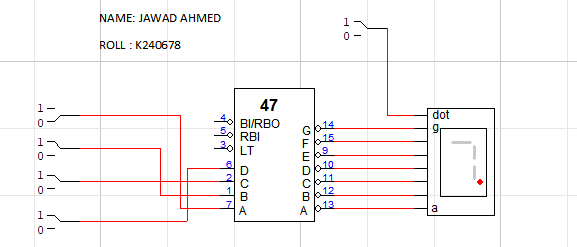 NAME: JAWAD AHMED
ROLL : K240678
1
0
47
4 BI/RBO
5 RBI
3 LT
6 D
2 C
1 B
7 A
G 14
F 15
E 9
D 10
C 11
B 12
A 13
dot
g
a
1
0
1
0
1
0
1
0